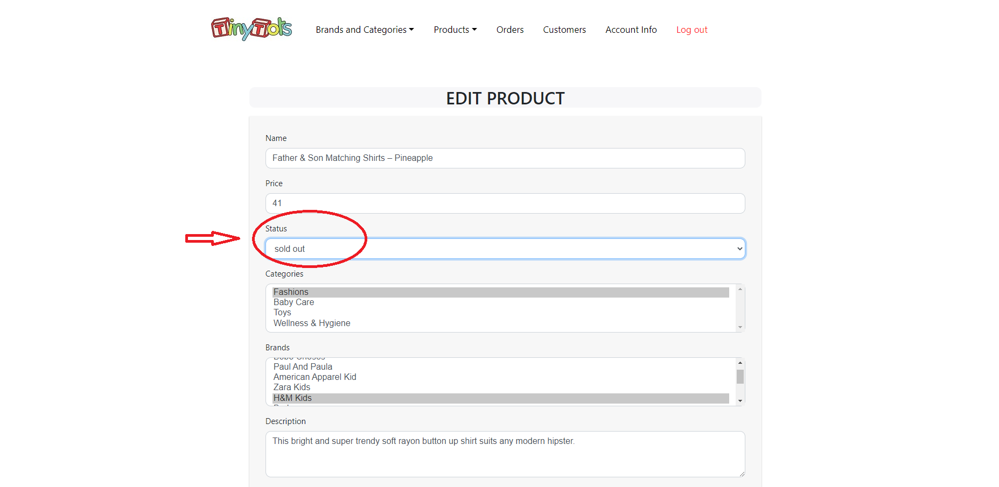 TinyTots
Brands and Categories Products Orders Customers Account Info Log out
EDIT PRODUCT
Name
Father & Son Matching Shirts – Pineapple
Price
41
Status
sold out
Categories
Fashions
Baby Care
Toys
Wellness & Hygiene
Brands
Paul And Paula
American Apparel Kid
Zara Kids
H&M Kids
Description
This bright and super trendy soft rayon button up shirt suits any modern hipster.